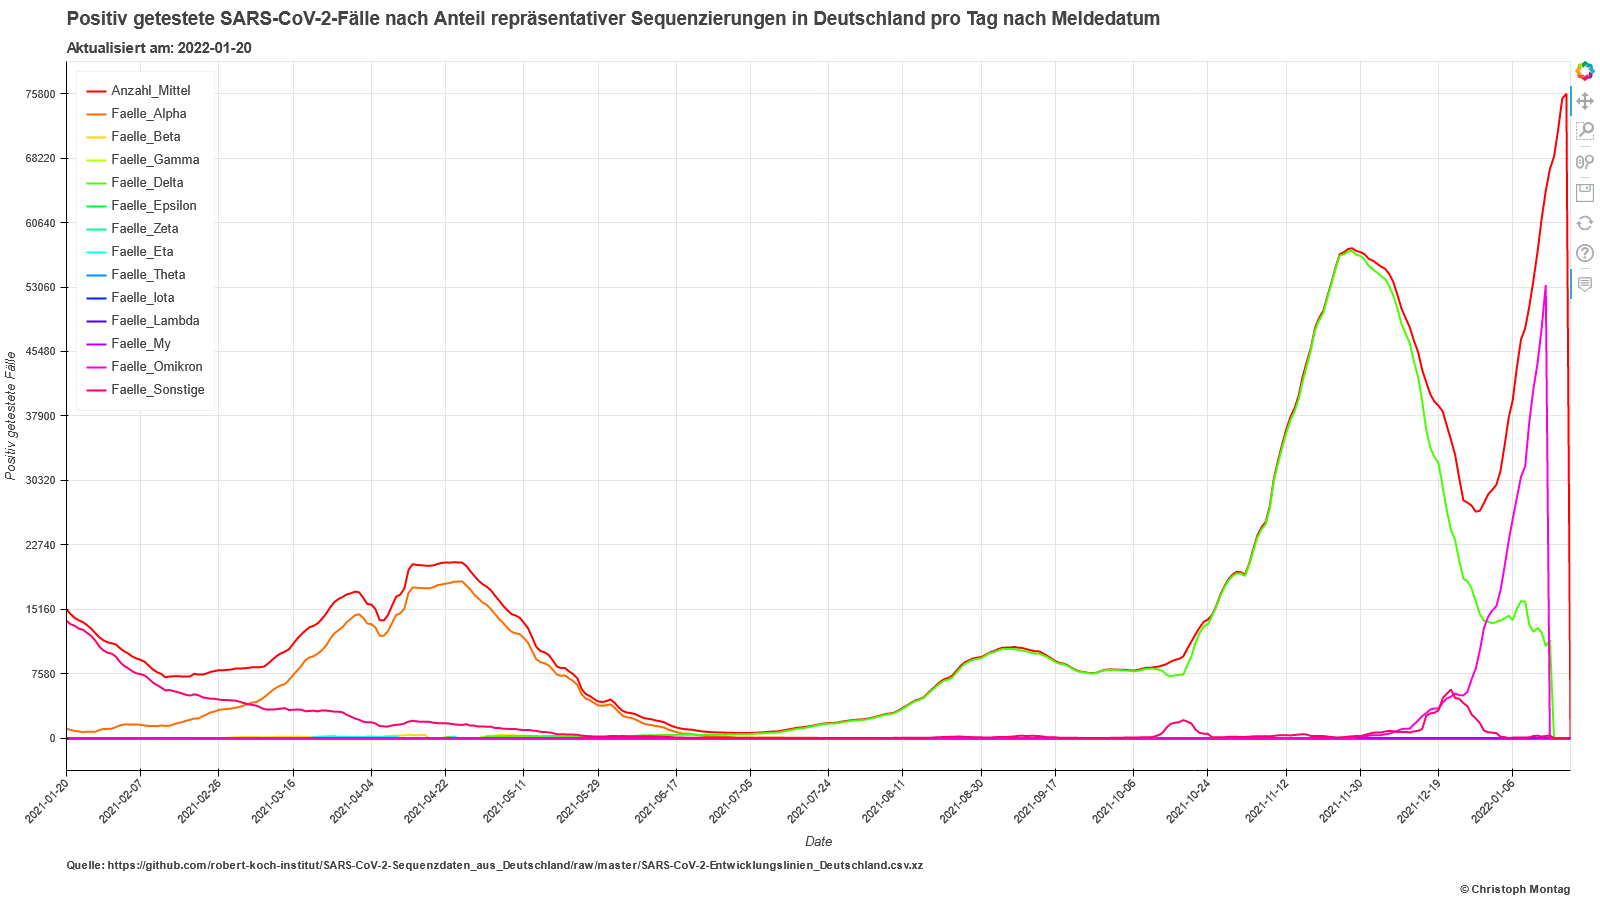 Positiv getestete SARS-CoV-2-Fälle nach Anteil repräsentativer Sequenzierungen in Deutschland pro Tag nach Meldedatum
Aktualisiert am: 2022-01-20
Anzahl_Mittel
Faelle_Alpha
Faelle_Beta
Faelle_Gamma
Faelle_Delta
Faelle_Epsilon
Faelle_Zeta
Faelle_Eta
Faelle_Theta
Faelle_Iota
Faelle_Lambda
Faelle_My
Faelle_Omikron
Faelle_Sonstige
75800
68220
60640
53060
45480
37900
30320
22740
15160
7580
0
Positiv getestete Fälle
2021-01-20
2021-02-07
2021-02-26
2021-03-16
2021-04-04
2021-04-22
2021-05-11
2021-05-29
2021-06-17
2021-07-05
2021-07-24
2021-08-11
2021-08-30
2021-09-17
2021-10-06
2021-10-24
2021-11-12
2021-11-30
2021-12-19
2022-01-06
Date
Quelle: https://github.com/robert-koch-institut/SARS-CoV-2-Sequenzdaten_aus_Deutschland/raw/master/SARS-CoV-2-Entwicklungslinien_Deutschland.csv.xz
© Christoph Montag